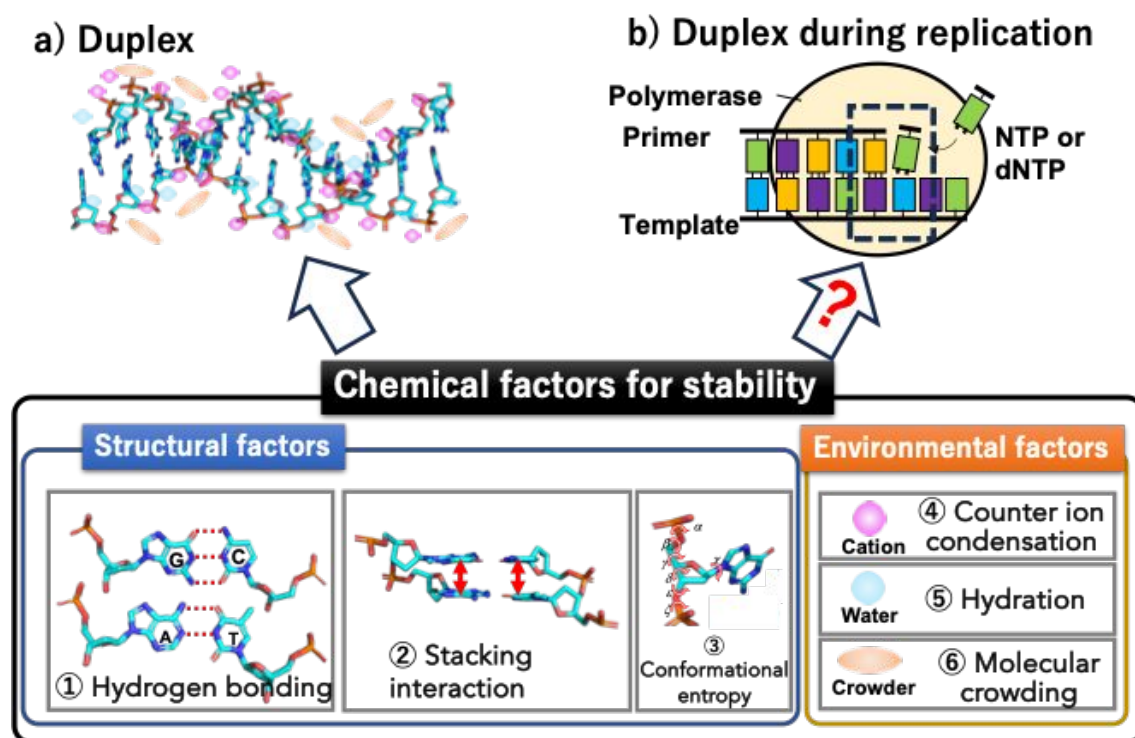 a) Duplex
b) Duplex during replication
Polymerase
Primer
Template
NTP or
dNTP
?
Chemical factors for stability
Structural factors
Environmental factors
G
C
A
T
① Hydrogen bonding
② Stacking
interaction
α
β
γ
δ
ε
ζ
χ
③
Conformational
entropy
Cation
④ Counter ion
condensation
Water
⑤ Hydration
Crowder
⑥ Molecular
crowding